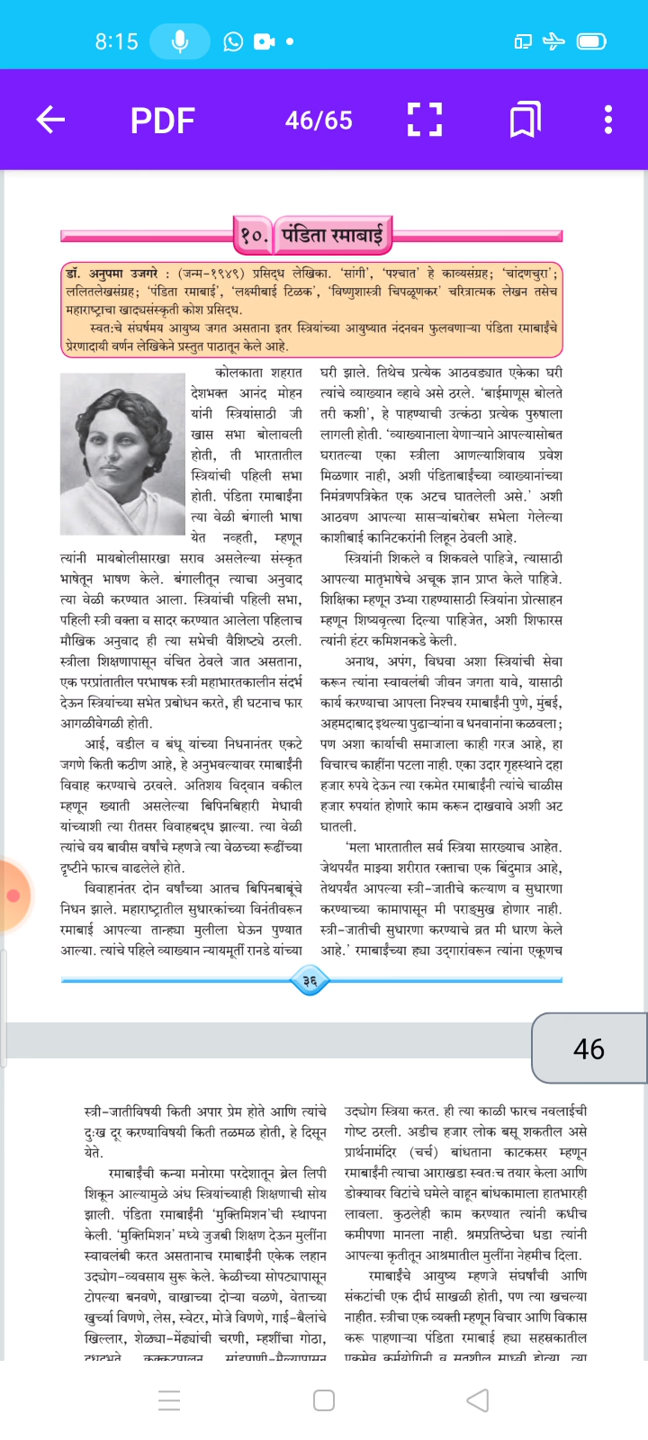 8:15
PDF
46/65
१०. पंडिता रमाबाई
डॉ. अनुपमा उजगरे : (जन्म-१९४९) प्रसिद्ध लेखिका. 'सांगी', 'पश्चात' हे काव्यसंग्रह; 'चांदणचुरा';
ललितलेखसंग्रह; 'पंडिता रमाबाई', 'लक्ष्मीबाई टिळक', 'विष्णुशास्त्री चिपळूणकर' चरित्रात्मक लेखन तसेच
महाराष्ट्राचा खाद्यसंस्कृती कोश प्रसिद्ध.
स्वतःचे संघर्षमय आयुष्य जगत असताना इतर स्त्रियांच्या आयुष्यात नंदनवन फुलवणाऱ्या पंडिता रमाबाईंचे
प्रेरणादायी वर्णन लेखिकेने प्रस्तुत पाठातून केले आहे.
कोलकाता शहरात
देशभक्त आनंद मोहन
यांनी स्त्रियांसाठी जी
खास सभा बोलावली
होती, ती भारतातील
स्त्रियांची पहिली सभा
होती. पंडिता रमाबाईंना
त्या वेळी बंगाली भाषा
येत नव्हती, म्हणून
त्यांनी मायबोलीसारखा सराव असलेल्या संस्कृत
भाषेतून भाषण केले. बंगालीतून त्याचा अनुवाद
त्या वेळी करण्यात आला. स्त्रियांची पहिली सभा,
पहिली स्त्री वक्ता व सादर करण्यात आलेला पहिलाच
मौखिक अनुवाद ही त्या सभेची वैशिष्ट्ये ठरली.
स्त्रीला शिक्षणापासून वंचित ठेवले जात असताना,
एक परप्रांतातील परभाषक स्त्री महाभारतकालीन संदर्भ
देऊन स्त्रियांच्या सभेत प्रबोधन करते, ही घटनाच फार
आगळीवेगळी होती.
आई, वडील व बंधू यांच्या निधनानंतर एकटे
जगणे किती कठीण आहे, हे अनुभवल्यावर रमाबाईंनी
विवाह करण्याचे ठरवले. अतिशय विद्वान वकील
म्हणून ख्याती असलेल्या बिपिनबिहारी मेधावी
यांच्याशी त्या रीतसर विवाहबद्ध झाल्या. त्या वेळी
त्यांचे वय बावीस वर्षांचे म्हणजे त्या वेळच्या रूढींच्या
दृष्टीने फारच वाढलेले होते.
विवाहानंतर दोन वर्षांच्या आतच बिपिनबाबूंचे
निधन झाले. महाराष्ट्रातील सुधारकांच्या विनंतीवरून
रमाबाई आपल्या तान्ह्या मुलीला घेऊन पुण्यात
आल्या. त्यांचे पहिले व्याख्यान न्यायमूर्ती रानडे यांच्या
घरी झाले. तिथेच प्रत्येक आठवड्यात एकेका घरी
त्यांचे व्याख्यान व्हावे असे ठरले. 'बाईमाणूस बोलते
तरी कशी', हे पाहण्याची उत्कंठा प्रत्येक पुरुषाला
लागली होती. 'व्याख्यानाला येणाऱ्याने आपल्यासोबत
घरातल्या एका स्त्रीला आणल्याशिवाय प्रवेश
मिळणार नाही, अशी पंडिताबाईंच्या व्याख्यानांच्या
निमंत्रणपत्रिकेत एक अटच घातलेली असे.' अशी
आठवण आपल्या सासऱ्यांबरोबर सभेला गेलेल्या
काशीबाई कानिटकरांनी लिहून ठेवली आहे.
स्त्रियांनी शिकले व शिकवले पाहिजे, त्यासाठी
आपल्या मातृभाषेचे अचूक ज्ञान प्राप्त केले पाहिजे.
शिक्षिका म्हणून उभ्या राहण्यासाठी स्त्रियांना प्रोत्साहन
म्हणून शिष्यवृत्त्या दिल्या पाहिजेत, अशी शिफारस
त्यांनी हंटर कमिशनकडे केली.
अनाथ, अपंग, विधवा अशा स्त्रियांची सेवा
करून त्यांना स्वावलंबी जीवन जगता यावे, यासाठी
कार्य करण्याचा आपला निश्चय रमाबाईंनी पुणे, मुंबई,
अहमदाबाद इथल्या पुढाऱ्यांना व धनवानांना कळवला;
पण अशा कार्याची समाजाला काही गरज आहे, हा
विचारच काहींना पटला नाही. एका उदार गृहस्थाने दहा
हजार रुपये देऊन त्या रकमेत रमाबाईंनी त्यांचे चाळीस
हजार रुपयांत होणारे काम करून दाखवावे अशी अट
घातली.
'मला भारतातील सर्व स्त्रिया सारख्याच आहेत.
जेथपर्यंत माझ्या शरीरात रक्ताचा एक बिंदुमात्र आहे,
तेथपर्यंत आपल्या स्त्री-जातीचे कल्याण व सुधारणा
करण्याच्या कामापासून मी पराङ्मुख होणार नाही.
स्त्री-जातीची सुधारणा करण्याचे व्रत मी धारण केले
आहे.' रमाबाईंच्या ह्या उद्गारांवरून त्यांना एकूणच
३६
46
स्त्री-जातीविषयी किती अपार प्रेम होते आणि त्यांचे
दुःख दूर करण्याविषयी किती तळमळ होती, हे दिसून
येते.
रमाबाईंची कन्या मनोरमा परदेशातून ब्रेल लिपी
शिकून आल्यामुळे अंध स्त्रियांच्याही शिक्षणाची सोय
झाली. पंडिता रमाबाईंनी 'मुक्तिमिशन'ची स्थापना
केली. 'मुक्तिमिशन' मध्ये जुजबी शिक्षण देऊन मुलींना
स्वावलंबी करत असतानाच रमाबाईंनी एकेक लहान
उद्योग-व्यवसाय सुरू केले. केळीच्या सोपट्यापासून
टोपल्या बनवणे, वाखाच्या दोऱ्या वळणे, वेताच्या
खुर्च्या विणणे, लेस, स्वेटर, मोजे विणणे, गाई-बैलांचे
खिल्लार, शेळ्या-मेंढ्यांची चरणी, म्हशींचा गोठा,
दूधदुभते, कुक्कुटपालन, सांडपाणी-मैल्यापासून
उद्योग स्त्रिया करत. ही त्या काळी फारच नवलाईची
गोष्ट ठरली. अडीच हजार लोक बसू शकतील असे
प्रार्थनामंदिर (चर्च) बांधताना काटकसर म्हणून
रमाबाईंनी त्याचा आराखडा स्वतःच तयार केला आणि
डोक्यावर विटांचे घमेले वाहून बांधकामाला हातभारही
लावला. कुठलेही काम करण्यात त्यांनी कधीच
कमीपणा मानला नाही. श्रमप्रतिष्ठेचा धडा त्यांनी
आपल्या कृतीतून आश्रमातील मुलींना नेहमीच दिला.
रमाबाईंचे आयुष्य म्हणजे संघर्षांची आणि
संकटांची एक दीर्घ साखळी होती, पण त्या खचल्या
नाहीत. स्त्रीचा एक व्यक्ती म्हणून विचार आणि विकास
करू पाहणाऱ्या पंडिता रमाबाई ह्या सहस्रकातील
एकमेव कर्मयोगिनी व सत्शील साध्वी होत्या. त्या